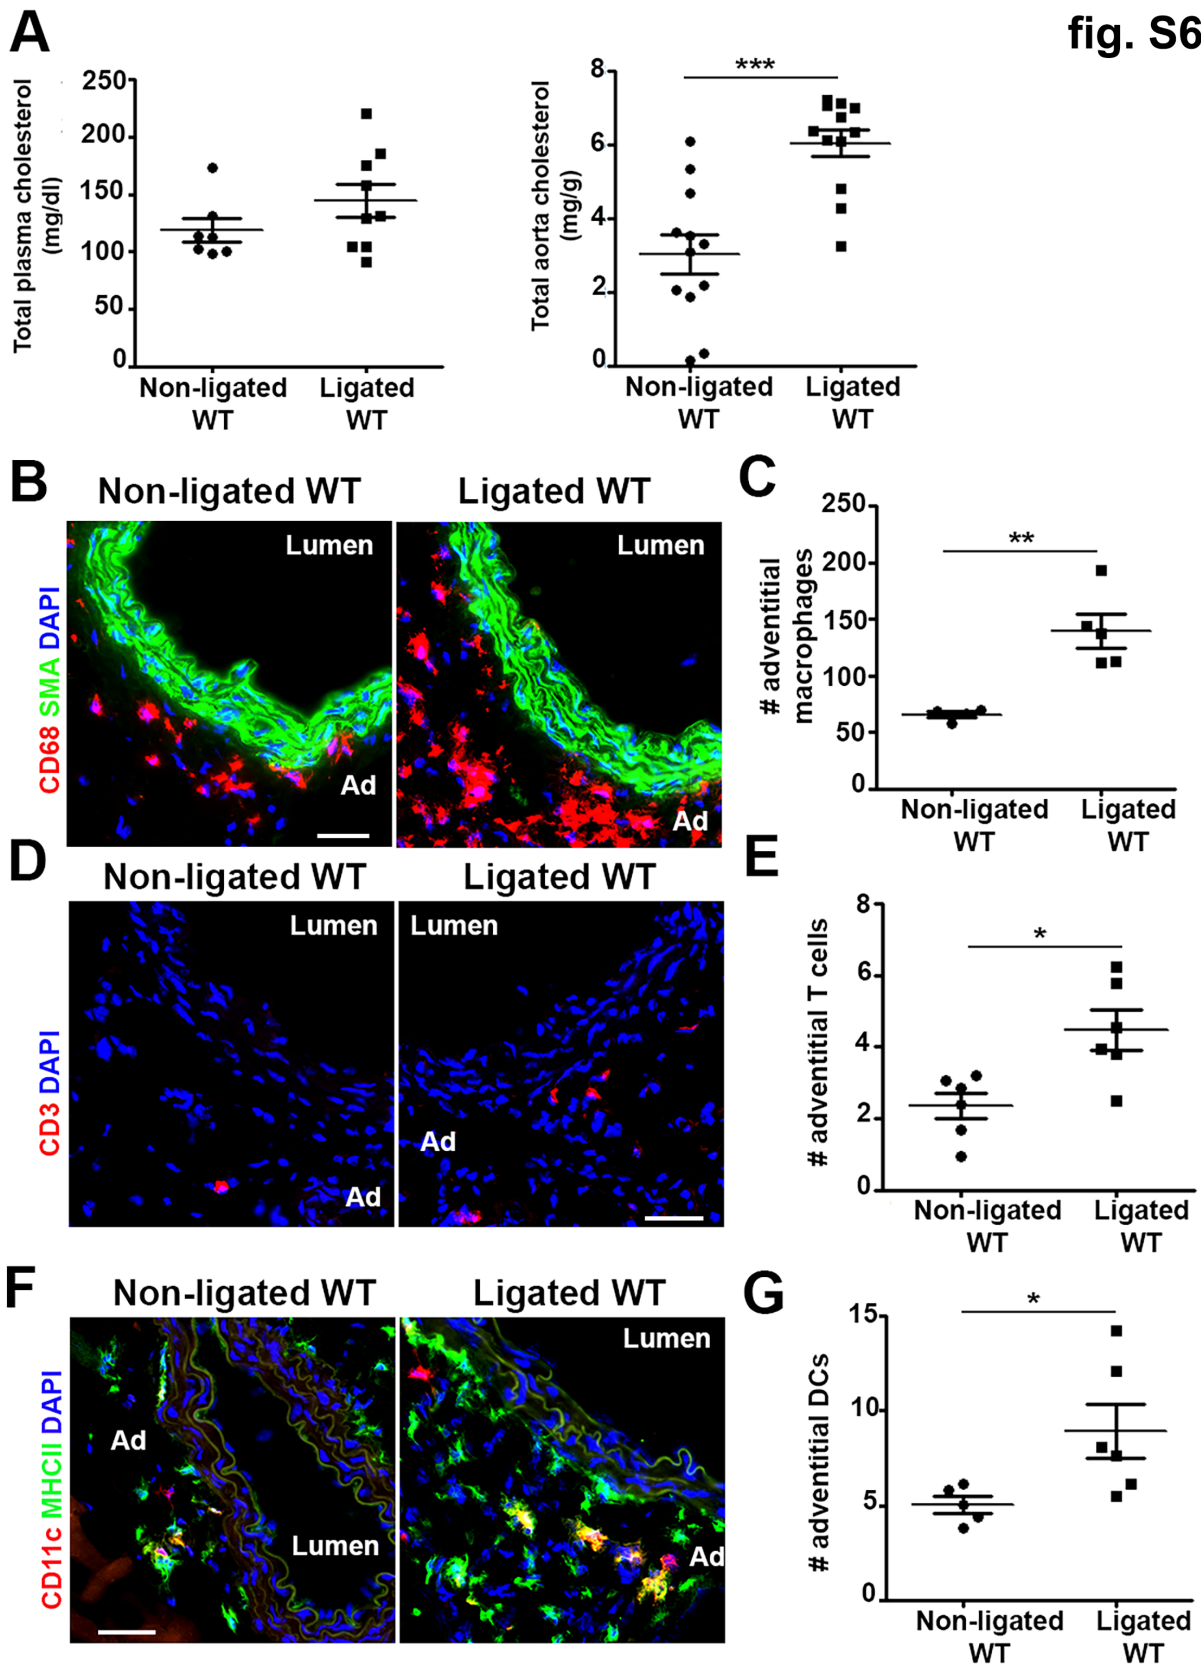 fig. S6
A
Total plasma cholesterol
(mg/dl)
250
200
150
100
50
0
Non-ligated
WT
Ligated
WT
Total aorta cholesterol
(mg/g)
8
6
4
2
0
***
Non-ligated
WT
Ligated
WT
B
Non-ligated WT
Ligated WT
CD68 SMA DAPI
Lumen
Ad
Lumen
Ad
C
# adventitial
macrophages
250
200
150
100
50
0
**
Non-ligated
WT
Ligated
WT
D
Non-ligated WT
Ligated WT
CD3 DAPI
Lumen
Ad
Lumen
Ad
E
# adventitial T cells
8
6
4
2
0
*
Non-ligated
WT
Ligated
WT
F
Non-ligated WT
Ligated WT
CD11c MHCII DAPI
Ad
Lumen
Lumen
Ad
G
# adventitial DCs
15
10
5
0
*
Non-ligated
WT
Ligated
WT